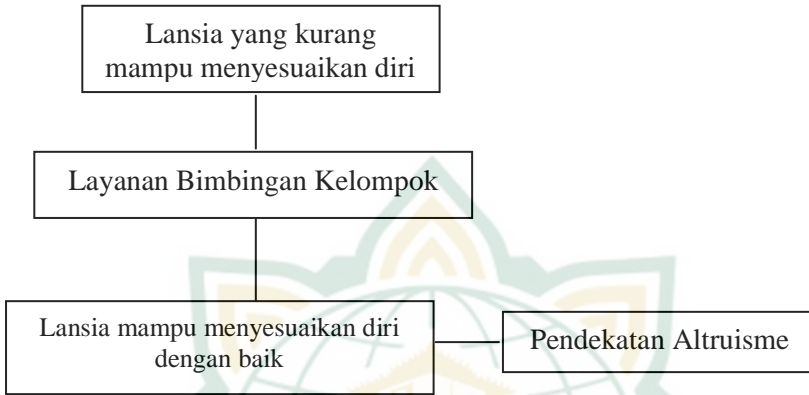 Lansia yang kurang
mampu menyesuaikan diri
Layanan Bimbingan Kelompok
Lansia mampu menyesuaikan diri
dengan baik
Pendekatan Altruisme